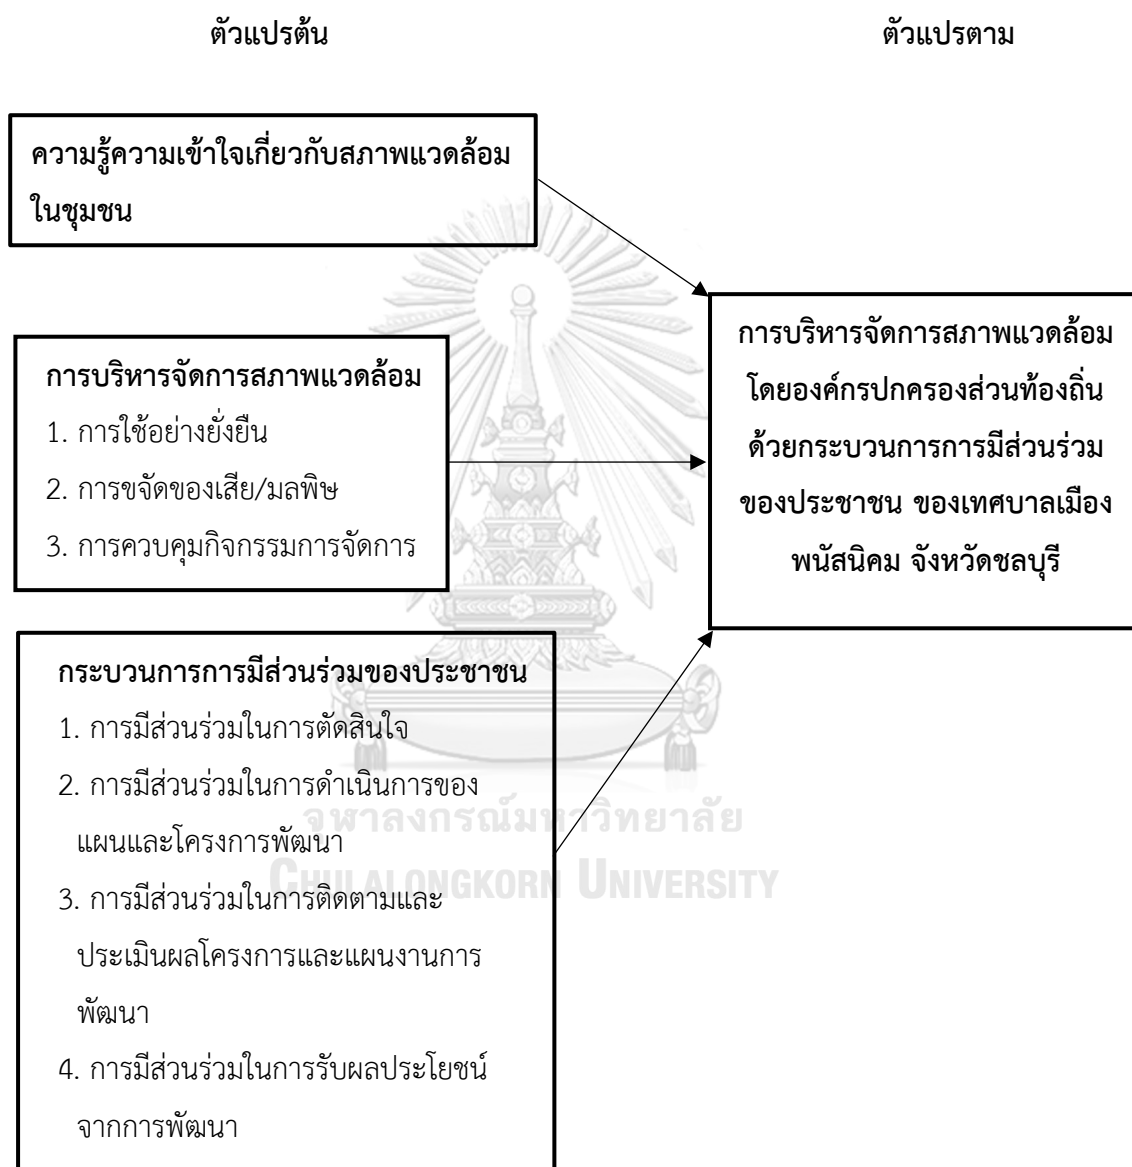 ตัวแปรต้น
ตัวแปรตาม
ความรู้ความเข้าใจเกี่ยวกับสภาพแวดล้อม
ในชุมชน
การบริหารจัดการสภาพแวดล้อม
1. การใช้อย่างยั่งยืน
2. การขจัดของเสีย/มลพิษ
3. การควบคุมกิจกรรมการจัดการ
กระบวนการการมีส่วนร่วมของประชาชน
1. การมีส่วนร่วมในการตัดสินใจ
2. การมีส่วนร่วมในการดำเนินการของ
แผนและโครงการพัฒนา
3. การมีส่วนร่วมในการติดตามและ
ประเมินผลโครงการและแผนงานการ
พัฒนา
4. การมีส่วนร่วมในการรับผลประโยชน์
จากการพัฒนา
การบริหารจัดการสภาพแวดล้อม
โดยองค์กรปกครองส่วนท้องถิ่น
ด้วยกระบวนการการมีส่วนร่วม
ของประชาชน ของเทศบาลเมือง
พนัสนิคม จังหวัดชลบุรี
จุฬาลงกรณ์มหาวิทยาลัย
CHULALONGKORN UNIVERSITY